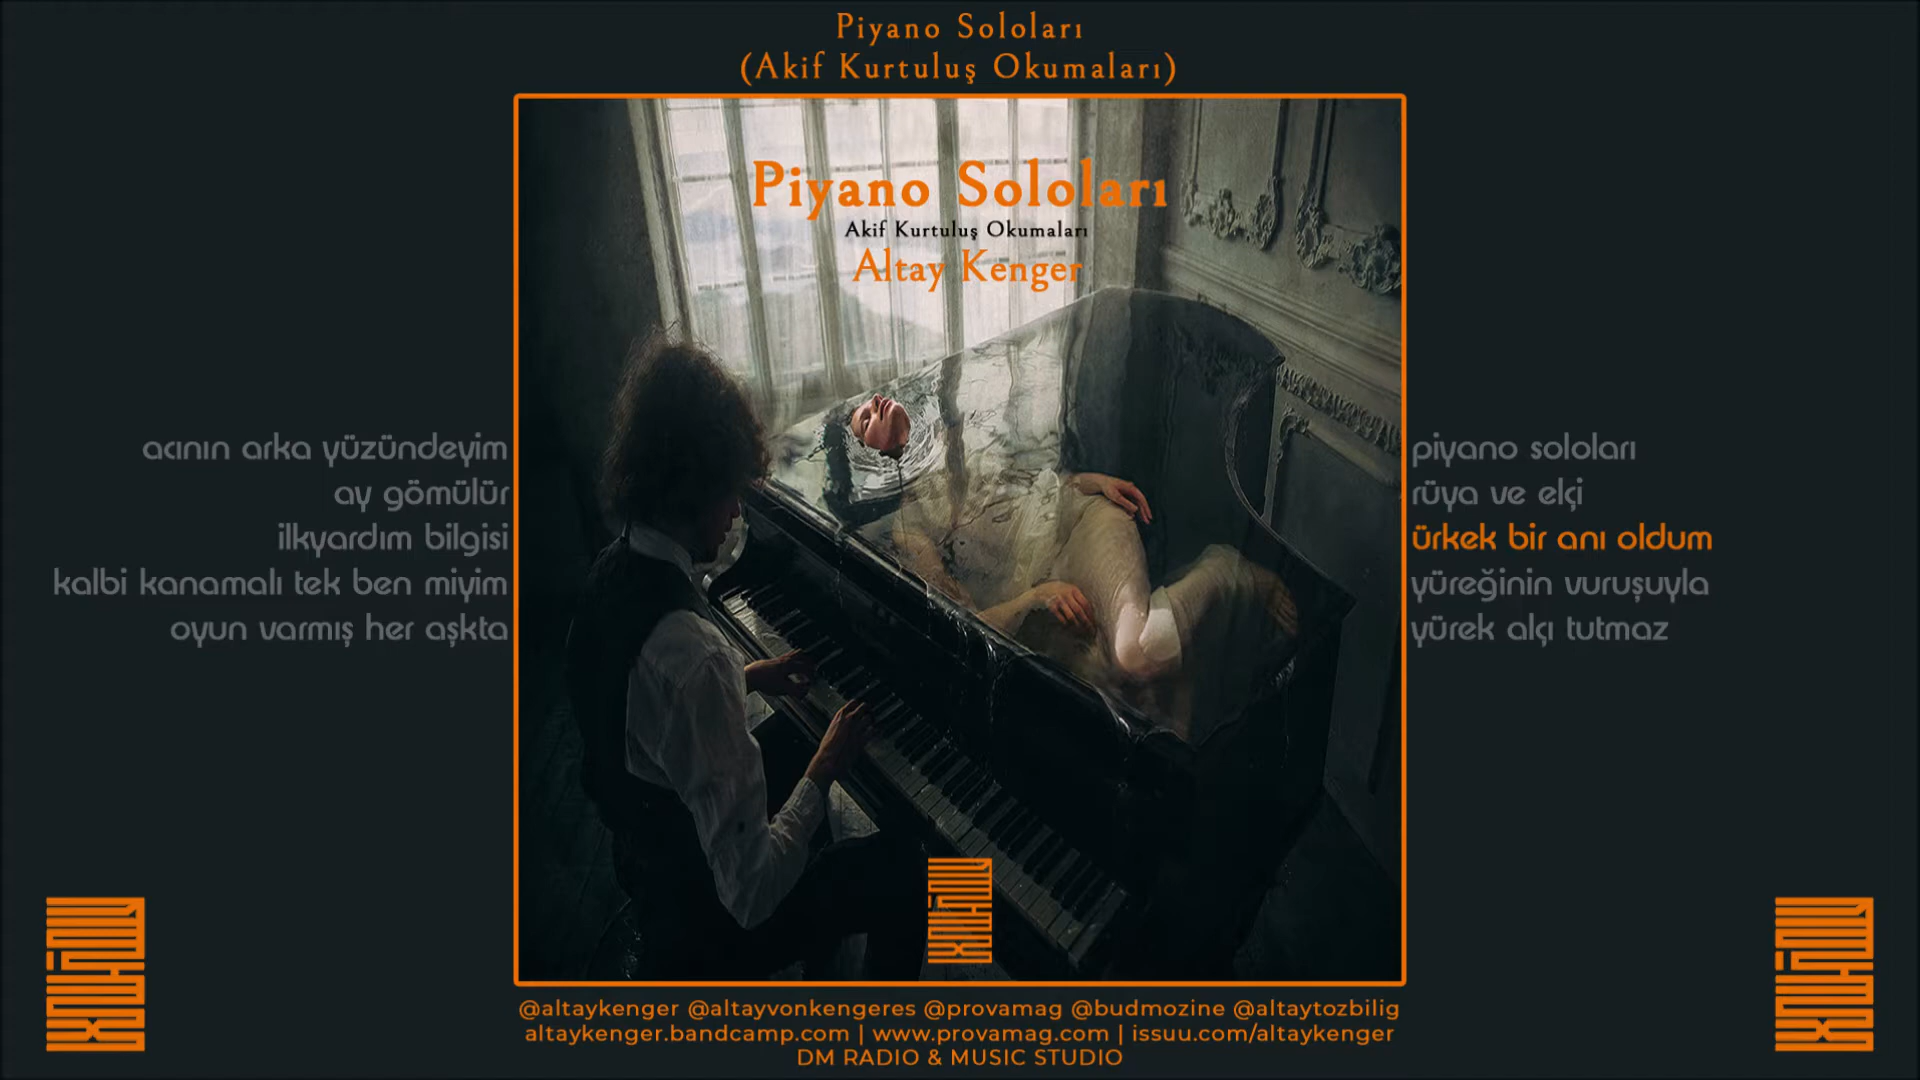 Piyano Soloları
(Akif Kurtuluş Okumaları)
Piyano Soloları
Akif Kurtuluş Okumaları
Altay Kenger
acının arka yüzündeyim
ay gömülür
ilkyardım bilgisi
kalbi kanamalı tek ben miyim
oyun varmış her aşkta
piyano soloları
rüya ve elçi
ürkek bir anı oldum
yüreğinin vuruşuyla
yürek alçı tutmaz
@altaykenger @altayvonkengeres @provamag @budmozine @altaytozbilig
altaykenger.bandcamp.com | www.provamag.com | issuu.com/altaykenger
DM RADIO & MUSIC STUDIO